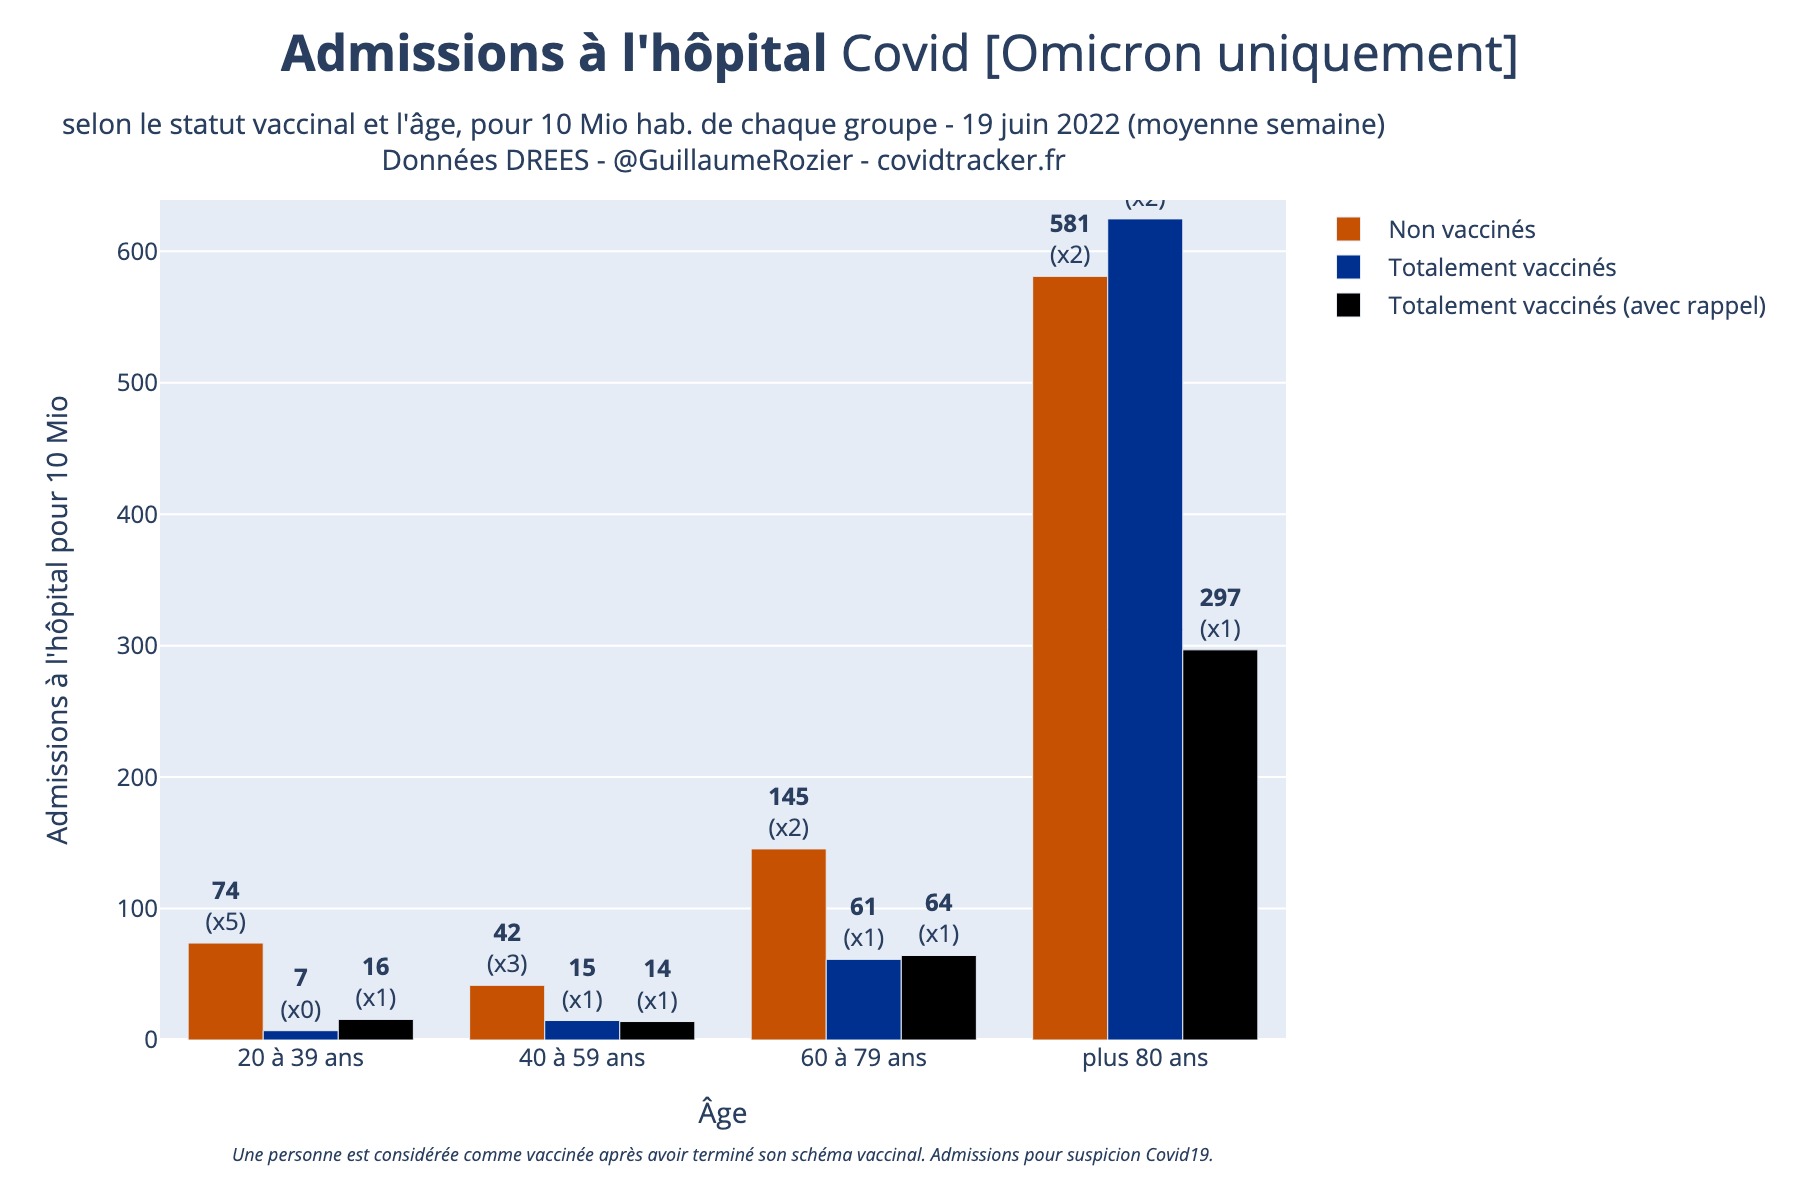 Admissions à l'hôpital Covid [Omicron uniquement]
selon le statut vaccinal et l'âge, pour 10 Mio hab. de chaque groupe - 19 juin 2022 (moyenne semaine)
Données DREES - @GuillaumeRozier - covidtracker.fr
Non vaccinés
Totalement vaccinés
Totalement vaccinés (avec rappel)
Admissions à l'hôpital pour 10 Mio
600
500
400
300
200
100
0
74
(x5)
7
(x0)
16
(x1)
42
(x3)
15
(x1)
14
(x1)
145
(x2)
61
(x1)
64
(x1)
581
(x2)
(x2)
297
(x1)
20 à 39 ans
40 à 59 ans
60 à 79 ans
plus 80 ans
Âge
Une personne est considérée comme vaccinée après avoir terminé son schéma vaccinal. Admissions pour suspicion Covid19.